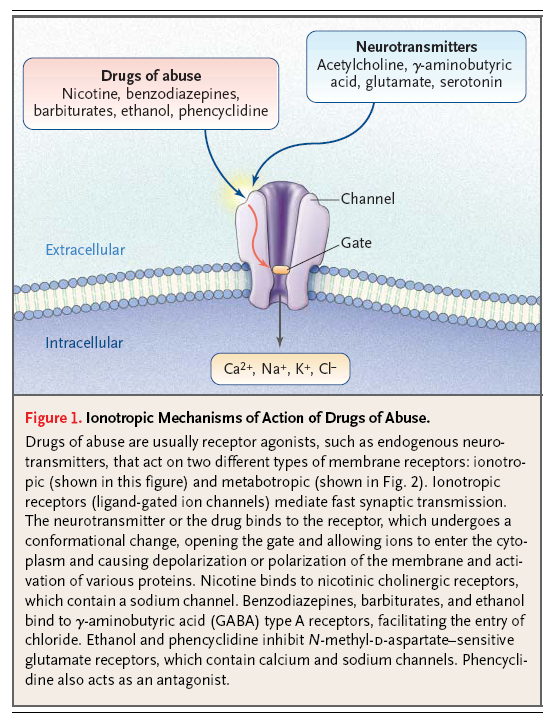 Drugs of abuse
Nicotine, benzodiazepines,
barbiturates, ethanol, phencyclidine
Neurotransmitters
Acetylcholine, γ-aminobutyric
acid, glutamate, serotonin
Channel
Gate
Extracellular
Intracellular
Ca2+, Na+, K+, Cl–
Figure 1. Ionotropic Mechanisms of Action of Drugs of Abuse.
Drugs of abuse are usually receptor agonists, such as endogenous neuro-
transmitters, that act on two different types of membrane receptors: ionotro-
pic (shown in this figure) and metabotropic (shown in Fig. 2). Ionotropic
receptors (ligand-gated ion channels) mediate fast synaptic transmission.
The neurotransmitter or the drug binds to the receptor, which undergoes a
conformational change, opening the gate and allowing ions to enter the cyto-
plasm and causing depolarization or polarization of the membrane and acti-
vation of various proteins. Nicotine binds to nicotinic cholinergic receptors,
which contain a sodium channel. Benzodiazepines, barbiturates, and ethanol
bind to γ-aminobutyric acid (GABA) type A receptors, facilitating the entry of
chloride. Ethanol and phencyclidine inhibit N-methyl-D-aspartate–sensitive
glutamate receptors, which contain calcium and sodium channels. Phencycli-
dine also acts as an antagonist.